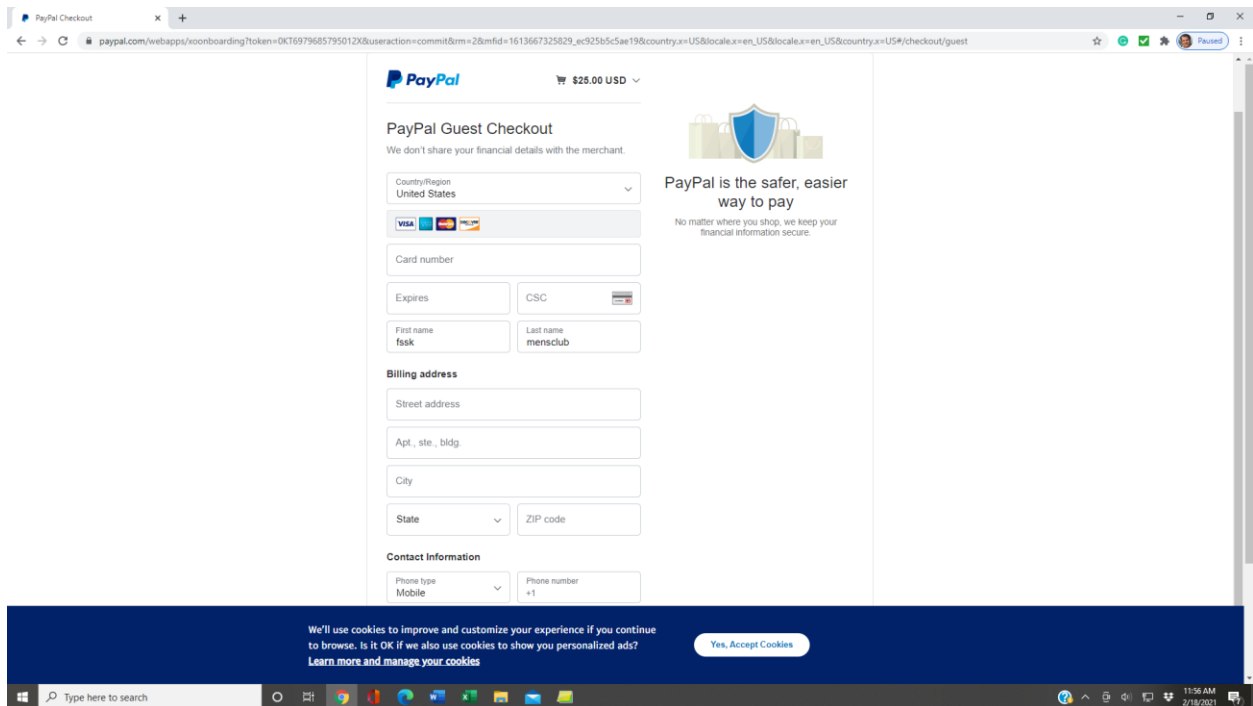 PayPal Checkout
paypal.com/webapps/xoonboarding?token=0KT6979685795012X&useraction=commit&rm=2&mfid=1613667325829_ec925b5c5ae19&country.x=US&locale.x=en_US&locale.x=en_US&country.x=US#/checkout/guest
Paused
PayPal
$25.00 USD
PayPal Guest Checkout
We don't share your financial details with the merchant.
Country/Region
United States
VISA
Card number
Expires
CSC
First name
fssk
Last name
mensclub
Billing address
Street address
Apt., ste., bldg.
City
State
ZIP code
Contact Information
Phone type
Mobile
Phone number
+1
PayPal is the safer, easier
way to pay
No matter where you shop, we keep your
financial information secure.
We'll use cookies to improve and customize your experience if you continue
to browse. Is it OK if we also use cookies to show you personalized ads?
Learn more and manage your cookies
Yes, Accept Cookies
Type here to search
11:56 AM
2/18/2021